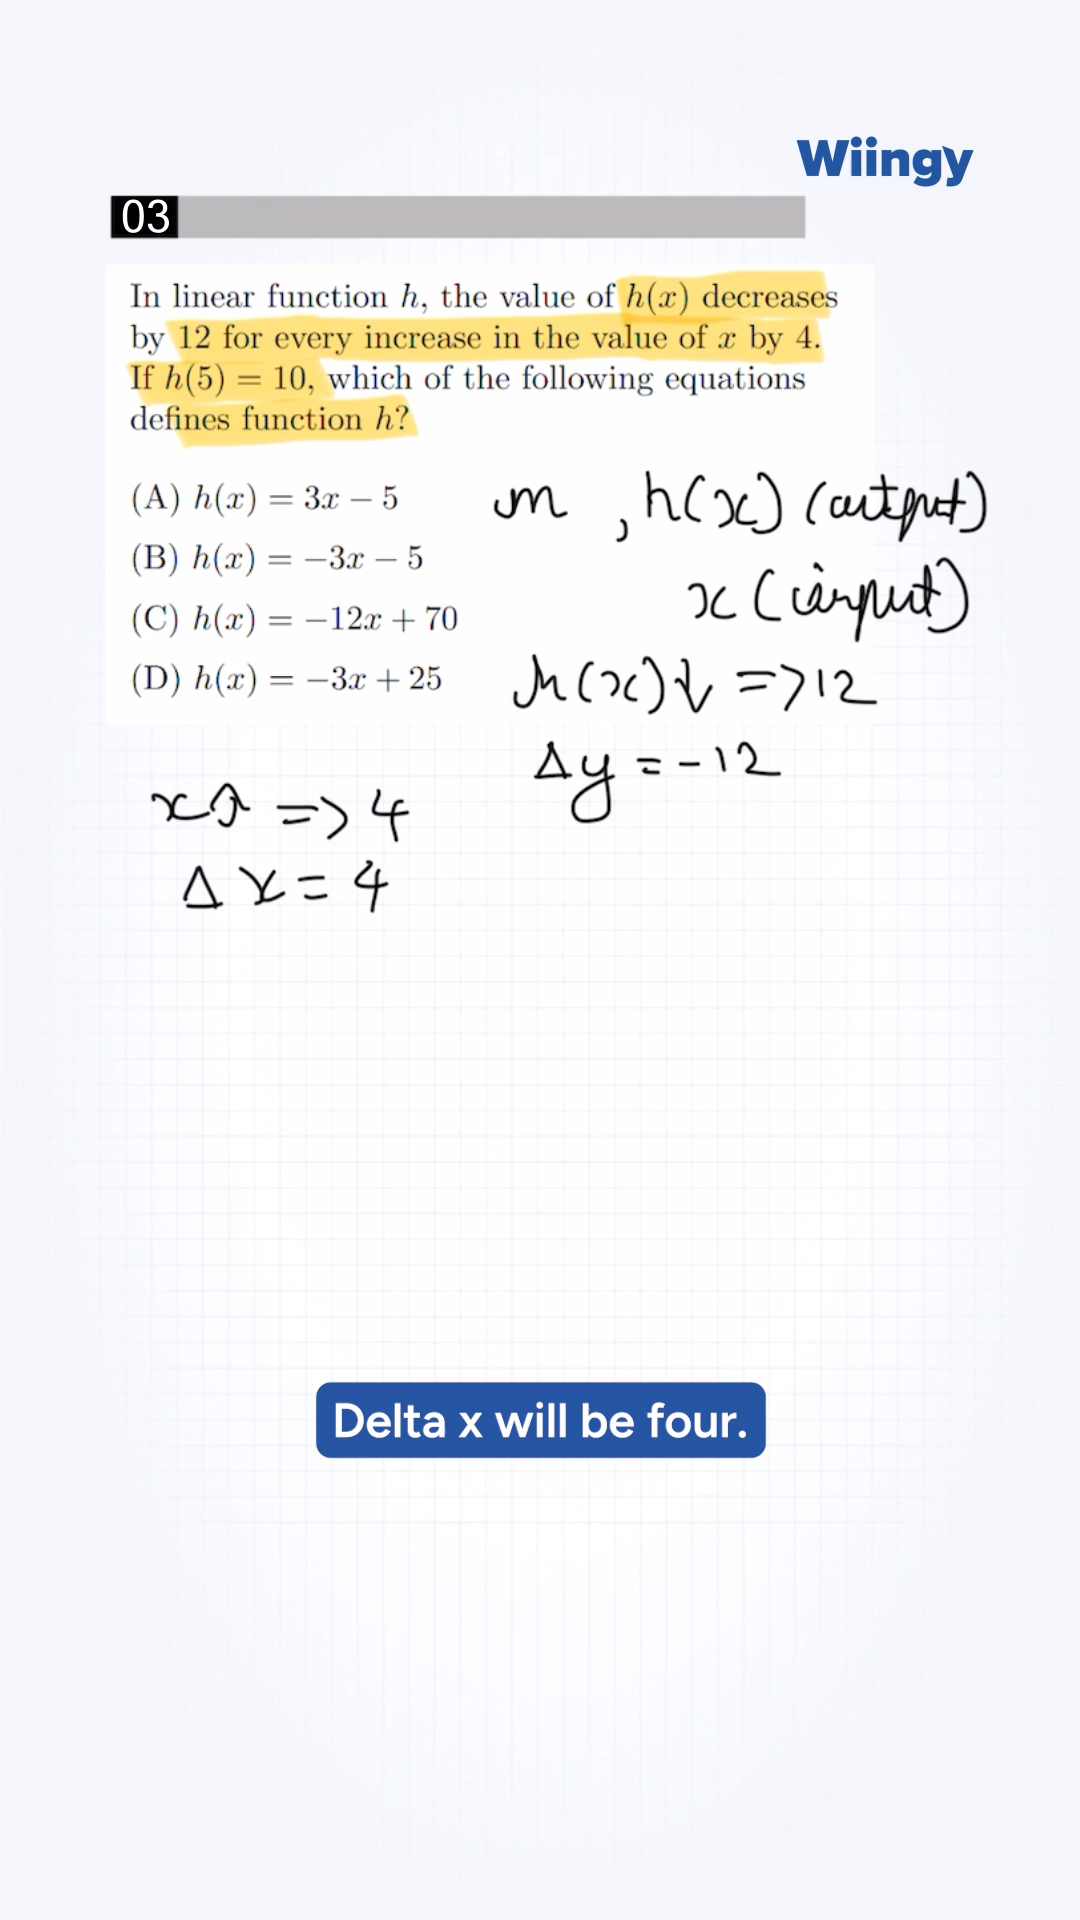 Wiingy
03
In linear function h, the value of h(x) decreases
by 12 for every increase in the value of x by 4.
If h(5) = 10, which of the following equations
defines function h?
(A) h(x) = 3x − 5
(B) h(x) = −3x − 5
(C) h(x) = −12x + 70
(D) h(x) = −3x + 25
m , h(x) (output)
x (input)
h(x)↓ => 12
Δy = -12
x↑ => 4
Δx = 4
Delta x will be four.